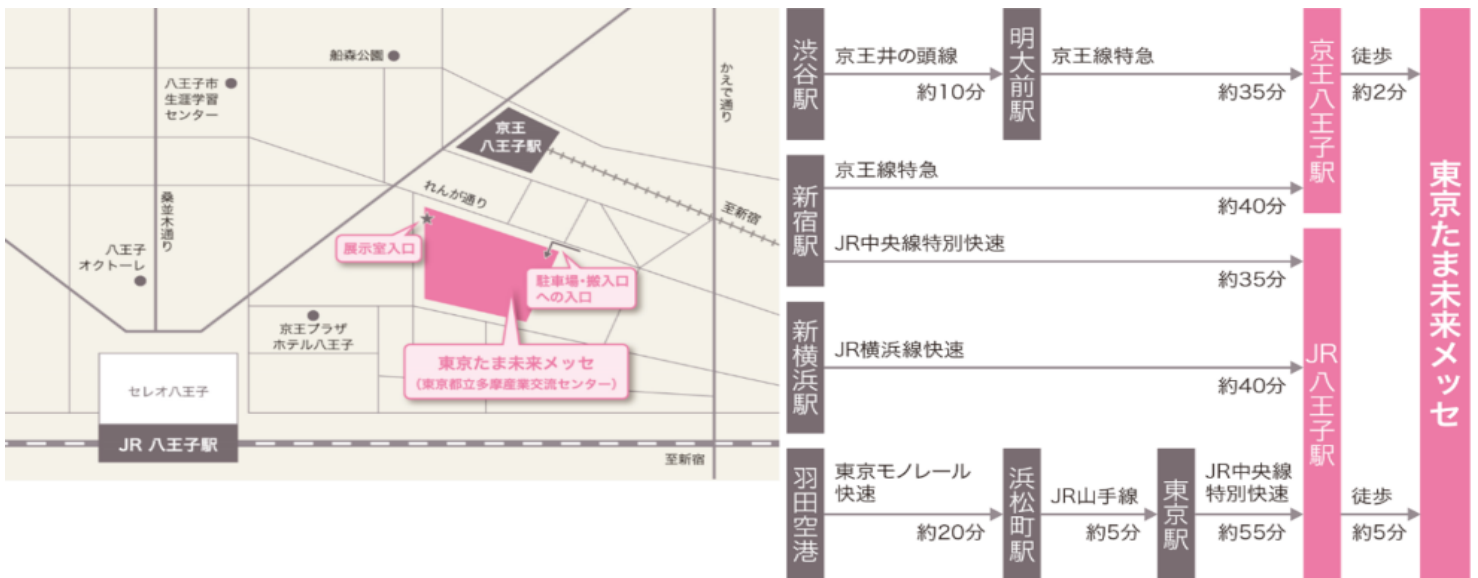 船森公園
八王子市
生涯学習
センター
かえで通り
京王
八王子駅
れんが通り
至新宿
桑並木通り
展示室入口
八王子
オクトーレ
駐車場・搬入口
への入口
京王プラザ
ホテル八王子
東京たま未来メッセ
(東京都立多摩産業交流センター)
セレオ八王子
JR 八王子駅
至新宿
渋谷駅
京王井の頭線
約10分
明大前駅
京王線特急
約35分
京王八王子駅
徒歩
約2分
東京たま未来メッセ
新宿駅
京王線特急
約40分
JR中央線特別快速
約35分
新横浜駅
JR横浜線快速
約40分
JR八王子駅
羽田空港
東京モノレール
快速
約20分
浜松町駅
JR山手線
約5分
東京駅
JR中央線
特別快速
約55分
徒歩
約5分